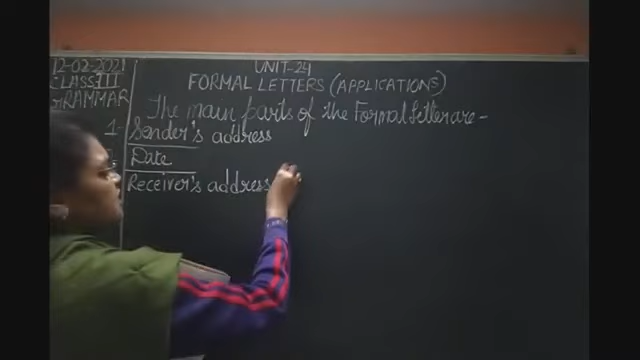 12-02-2021
CLASS III
GRAMMAR
UNIT-24
FORMAL LETTERS (APPLICATIONS)
The main parts of the Formal Letter are -
1- Sender's address
Date
Receiver's address